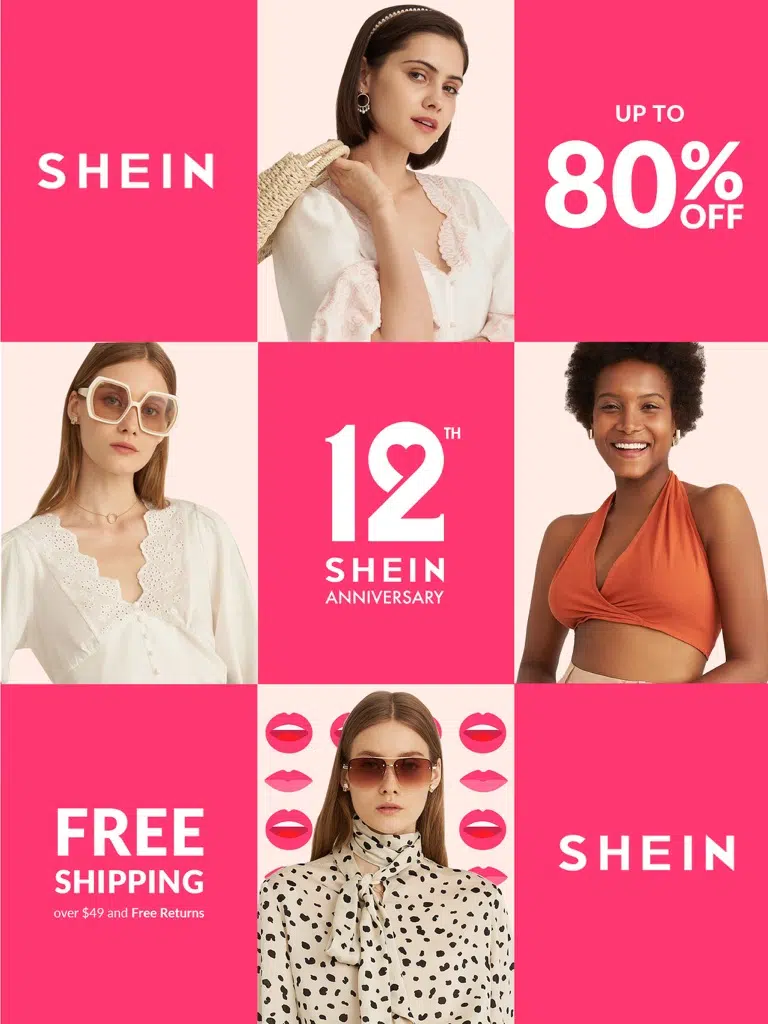 SHEIN
UP TO
80%
OFF
12TH
SHEIN
ANNIVERSARY
FREE
SHIPPING
over $49 and Free Returns
SHEIN